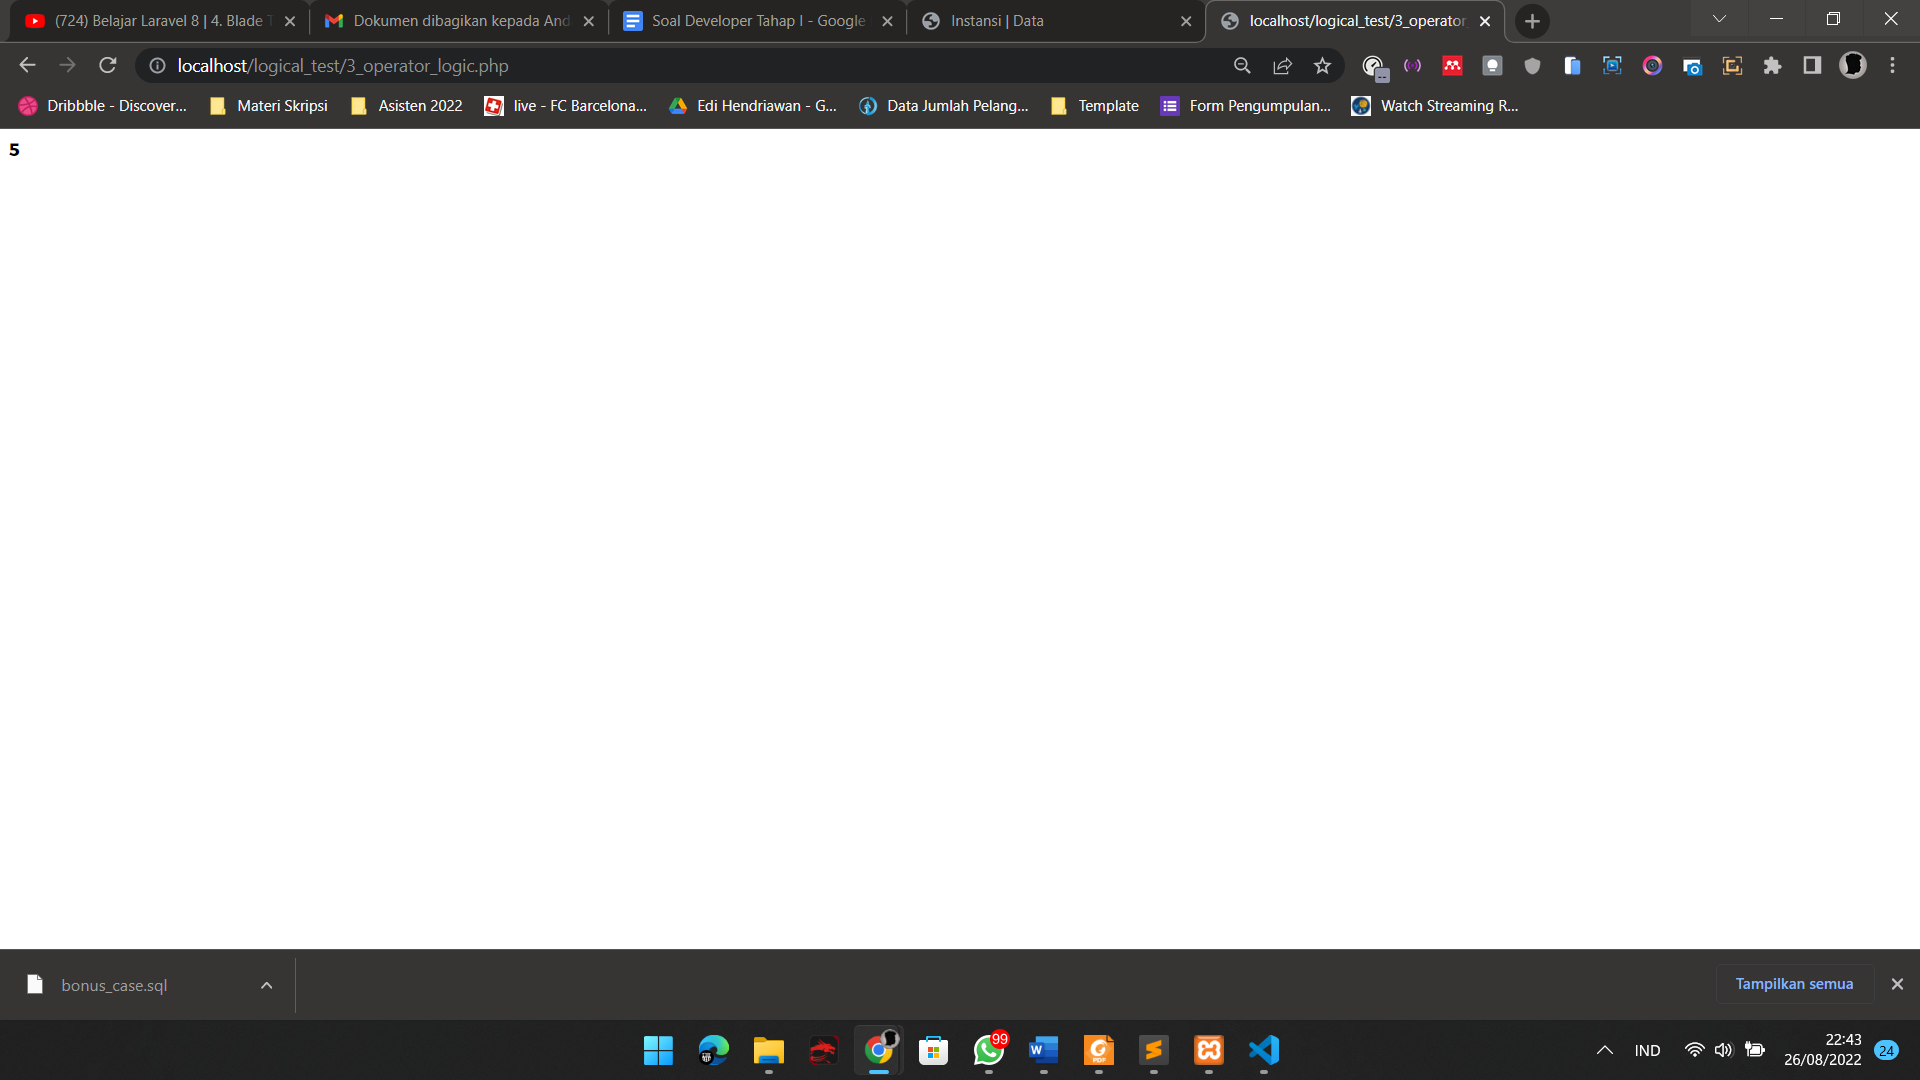 (724) Belajar Laravel 8 | 4. Blade T
Dokumen dibagikan kepada And
Soal Developer Tahap I - Google
Instansi | Data
localhost/logical_test/3_operator
localhost/logical_test/3_operator_logic.php
Dribbble - Discover...
Materi Skripsi
Asisten 2022
live - FC Barcelona...
Edi Hendriawan - G...
Data Jumlah Pelang...
Template
Form Pengumpulan...
Watch Streaming R...
5
bonus_case.sql
Tampilkan semua
99
IND
22:43
26/08/2022
24